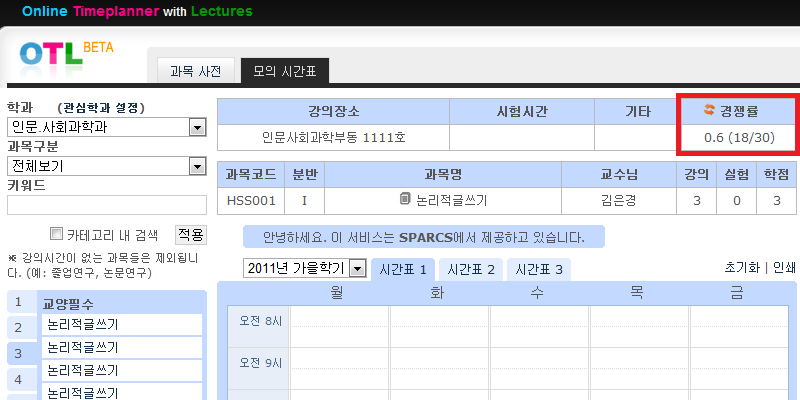 Online Timeplanner with Lectures
OTL BETA
과목 사전 모의 시간표
학과 (관심학과 설정)
인문.사회과학과
과목구분
전체보기
키워드
카테고리 내 검색 적용
※ 강의시간이 없는 과목들은 제외됩니
다. (예: 졸업연구, 논문연구)
강의장소 시험시간 기타 경쟁률
인문사회과학부동 1111호 0.6 (18/30)
과목코드 분반 과목명 교수님 강의 실험 학점
HSS001 I 논리적글쓰기 김은경 3 0 3
안녕하세요. 이 서비스는 SPARCS에서 제공하고 있습니다.
2011년 가을학기 시간표 1 시간표 2 시간표 3 초기화 | 인쇄
1 교양필수
2 논리적글쓰기
3 논리적글쓰기
4 논리적글쓰기
논리적글쓰기
월 화 수 목 금
오전 8시
오전 9시